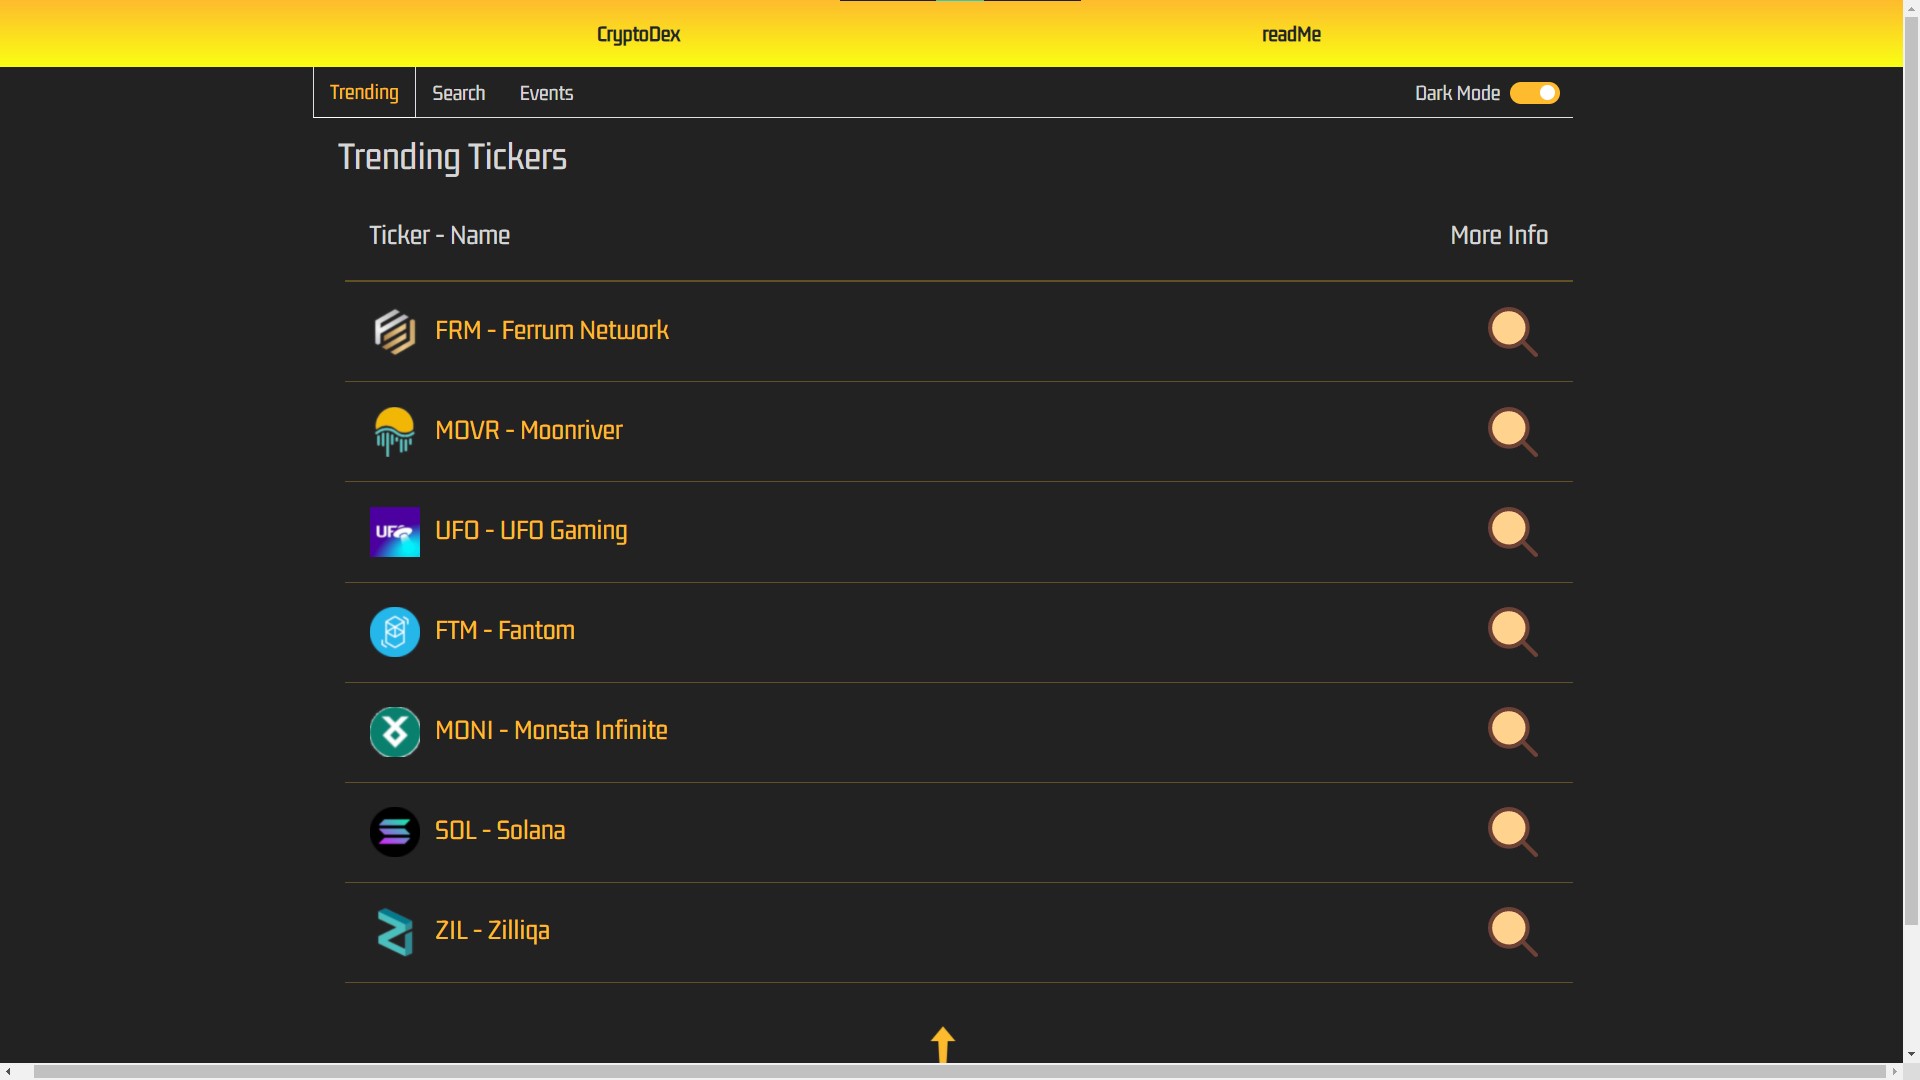 CryptoDex readMe
Trending Search Events Dark Mode
Trending Tickers
Ticker - Name More Info
FRM - Ferrum Network
MOVR - Moonriver
UFO
UFO - UFO Gaming
FTM - Fantom
MONI - Monsta Infinite
SOL - Solana
ZIL - Zilliqa